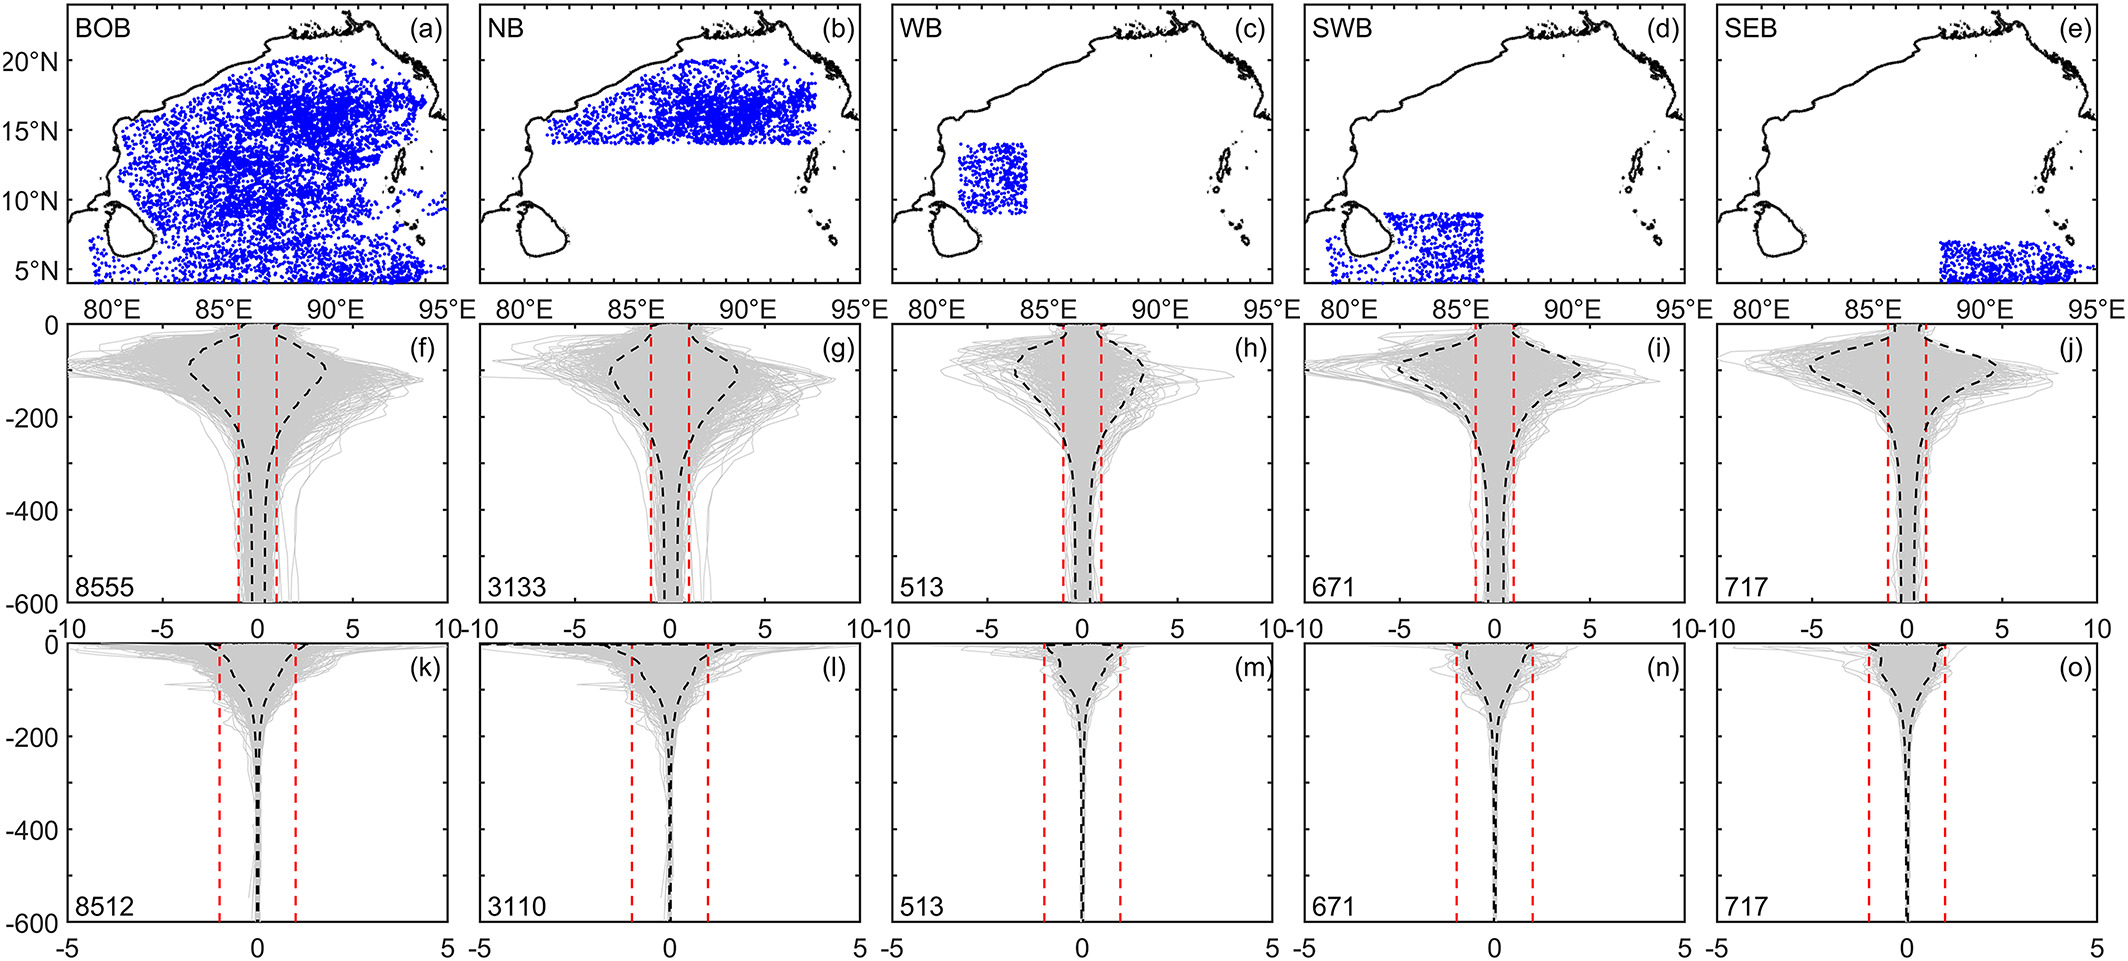 BOB (a) NB (b) WB (c) SWB (d) SEB (e)
20°N
15°N
10°N
5°N
80°E 85°E 90°E 95°E 80°E 85°E 90°E 95°E 80°E 85°E 90°E 95°E 80°E 85°E 90°E 95°E 80°E 85°E 90°E 95°E
0
(f) (g) (h) (i) (j)
-200
-400
8555 3133 513 671 717
-600
-10 -5 0 5 10 -10 -5 0 5 10 -10 -5 0 5 10 -10 -5 0 5 10 -10 -5 0 5 10
0
(k) (l) (m) (n) (o)
-200
-400
8512 3110 513 671 717
-600
-5 0 5 -5 0 5 -5 0 5 -5 0 5 -5 0 5